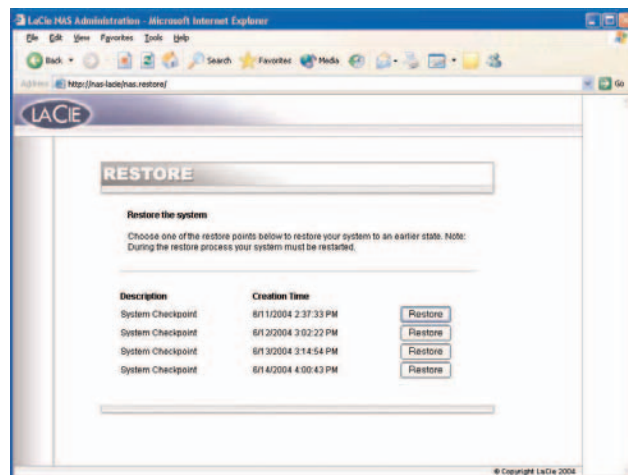 LaCie NAS Administration - Microsoft Internet Explorer
File Edit View Favorites Tools Help
Back Search Favorites Media
Address http://nas-lacie/nas.restore/ Go
LACIE
RESTORE
Restore the system
Choose one of the restore points below to restore your system to an earlier state. Note:
During the restore process your system must be restarted.
Description Creation Time
System Checkpoint 6/11/2004 2:37:33 PM Restore
System Checkpoint 6/12/2004 3:02:22 PM Restore
System Checkpoint 6/13/2004 3:14:54 PM Restore
System Checkpoint 6/14/2004 4:00:43 PM Restore
© Copyright LaCie 2004